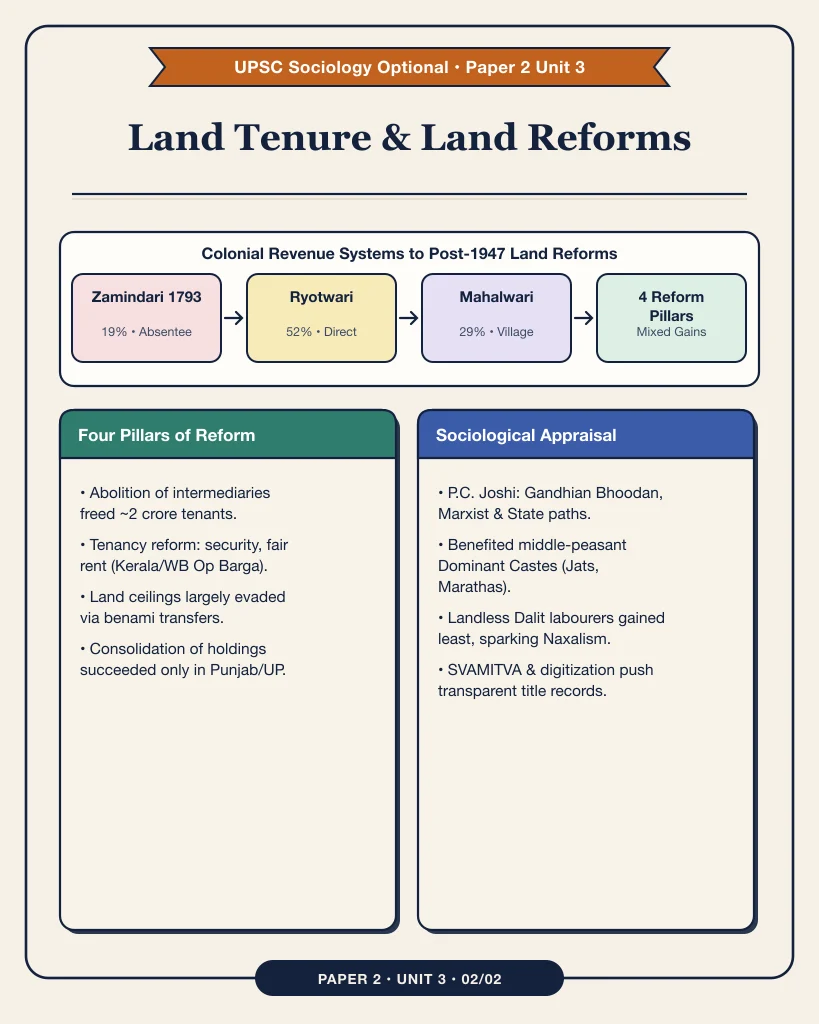 UPSC Sociology Optional • Paper 2 Unit 3
Land Tenure & Land Reforms
Colonial Revenue Systems to Post-1947 Land Reforms
Zamindari 1793
19% • Absentee
Ryotwari
52% • Direct
Mahalwari
29% • Village
4 Reform
Pillars
Mixed Gains
Four Pillars of Reform
• Abolition of intermediaries
freed ~2 crore tenants.
• Tenancy reform: security, fair
rent (Kerala/WB Op Barga).
• Land ceilings largely evaded
via benami transfers.
• Consolidation of holdings
succeeded only in Punjab/UP.
Sociological Appraisal
• P.C. Joshi: Gandhian Bhoodan,
Marxist & State paths.
• Benefited middle-peasant
Dominant Castes (Jats,
Marathas).
• Landless Dalit labourers gained
least, sparking Naxalism.
• SVAMITVA & digitization push
transparent title records.
PAPER 2 • UNIT 3 • 02/02